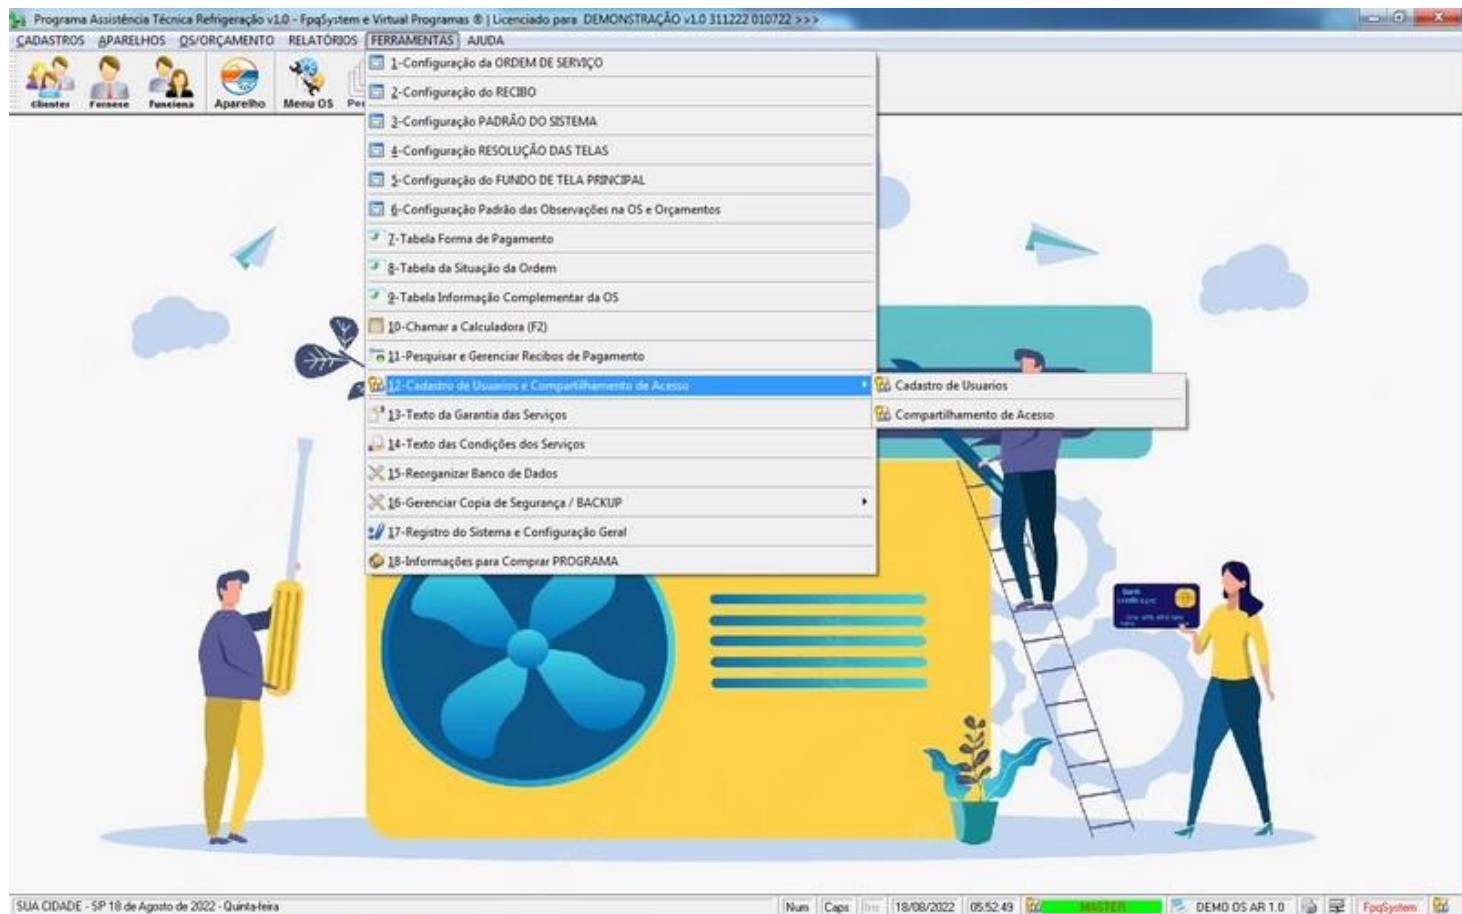 Programa Assistência Técnica Refrigeração v1.0 - FpqSystem e Virtual Programas ® | Licenciado para DEMONSTRAÇÃO v1.0 311222 010722 >>>
CADASTROS APARELHOS OS/ORÇAMENTO RELATÓRIOS FERRAMENTAS AJUDA
Clientes Fornece Funciona Aparelho Menu OS
1-Configuração da ORDEM DE SERVIÇO
2-Configuração do RECIBO
3-Configuração PADRÃO DO SISTEMA
4-Configuração RESOLUÇÃO DAS TELAS
5-Configuração do FUNDO DE TELA PRINCIPAL
6-Configuração Padrão das Observações na OS e Orçamentos
7-Tabela Forma de Pagamento
8-Tabela da Situação da Ordem
9-Tabela Informação Complementar da OS
10-Chamar a Calculadora (F2)
11-Pesquisar e Gerenciar Recibos de Pagamento
12-Cadastro de Usuarios e Compartilhamento de Acesso
Cadastro de Usuarios
Compartilhamento de Acesso
13-Texto da Garantia das Serviços
14-Texto das Condições dos Serviços
15-Reorganizar Banco de Dados
16-Gerenciar Copia de Segurança / BACKUP
17-Registro do Sistema e Configuração Geral
18-Informações para Comprar PROGRAMA
SUA CIDADE - SP 18 de Agosto de 2022 - Quinta-feira Num Caps Ins 18/08/2022 05:52:49 MASTER DEMO OS AR 1.0 FpqSystem